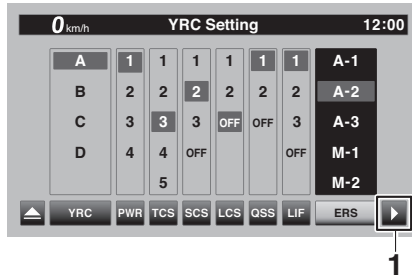 0 km/h YRC Setting 12:00
A 1 1 1 1 1 1 A-1
B 2 2 2 2 2 2 A-2
C 3 3 3 OFF OFF 3 A-3
D 4 4 OFF OFF M-1
5 M-2
YRC PWR TCS SCS LCS QSS LIF ERS
1